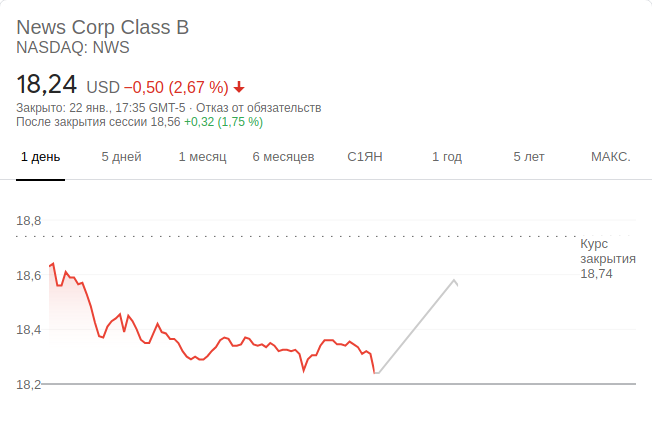 News Corp Class B
NASDAQ: NWS
18,24 USD −0,50 (2,67 %)
Закрыто: 22 янв., 17:35 GMT-5 · Отказ от обязательств
После закрытия сессии 18,56 +0,32 (1,75 %)
1 день 5 дней 1 месяц 6 месяцев С1ЯН 1 год 5 лет МАКС.
18,8
Курс
закрытия
18,74
18,6
18,4
18,2